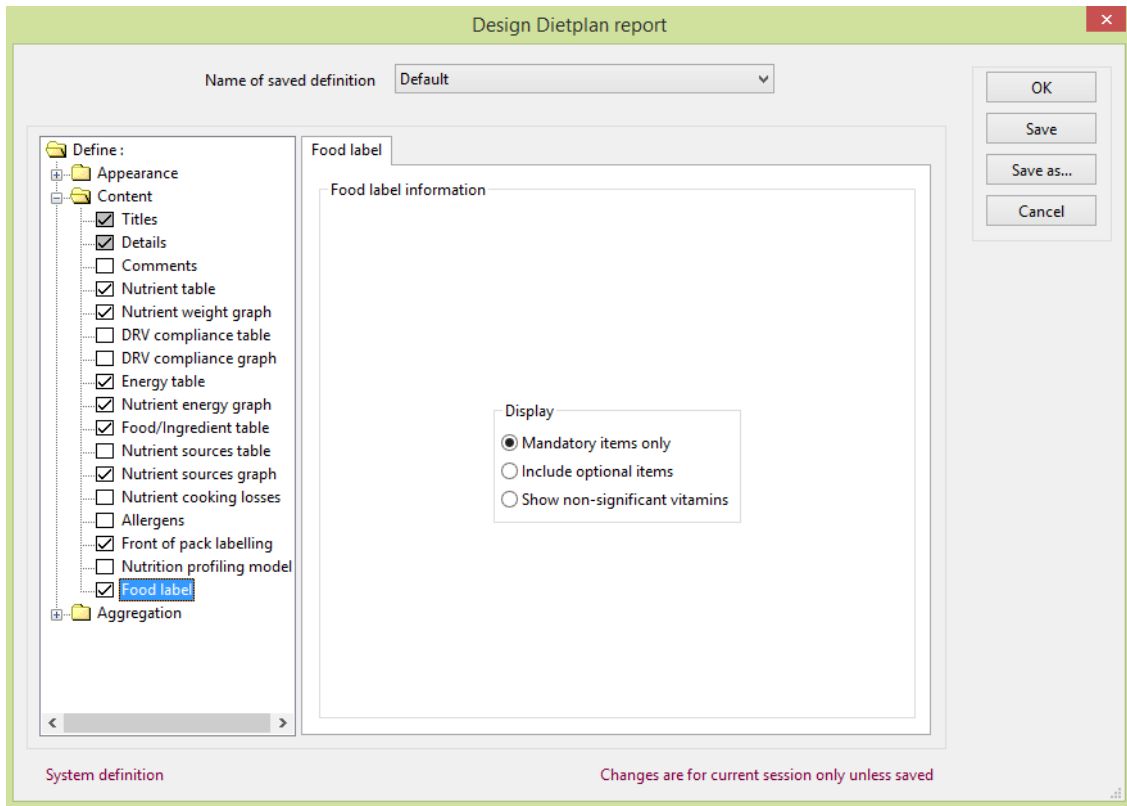 Design Dietplan report
Name of saved definition
Default
OK
Save
Save as...
Cancel
Define :
Appearance
Content
Titles
Details
Comments
Nutrient table
Nutrient weight graph
DRV compliance table
DRV compliance graph
Energy table
Nutrient energy graph
Food/Ingredient table
Nutrient sources table
Nutrient sources graph
Nutrient cooking losses
Allergens
Front of pack labelling
Nutrition profiling model
Food label
Aggregation
Food label
Food label information
Display
Mandatory items only
Include optional items
Show non-significant vitamins
System definition
Changes are for current session only unless saved